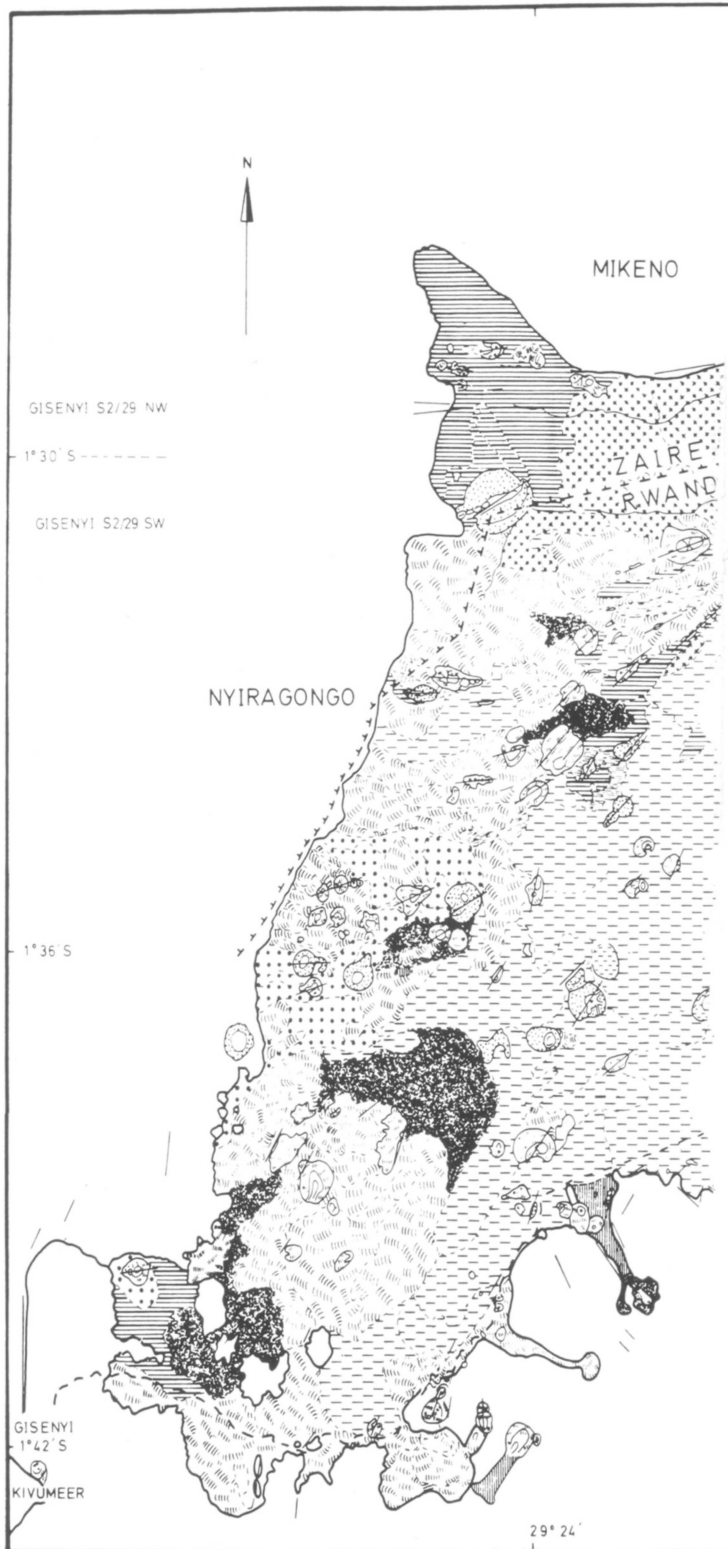 N
MIKENO
GISENYI S2/29 NW
1°30' S
ZAIRE
RWAND
GISENYI S2/29 SW
NYIRAGONGO
1°36'S
GISENYI
1°42'S
KIVUMEER
29°24'